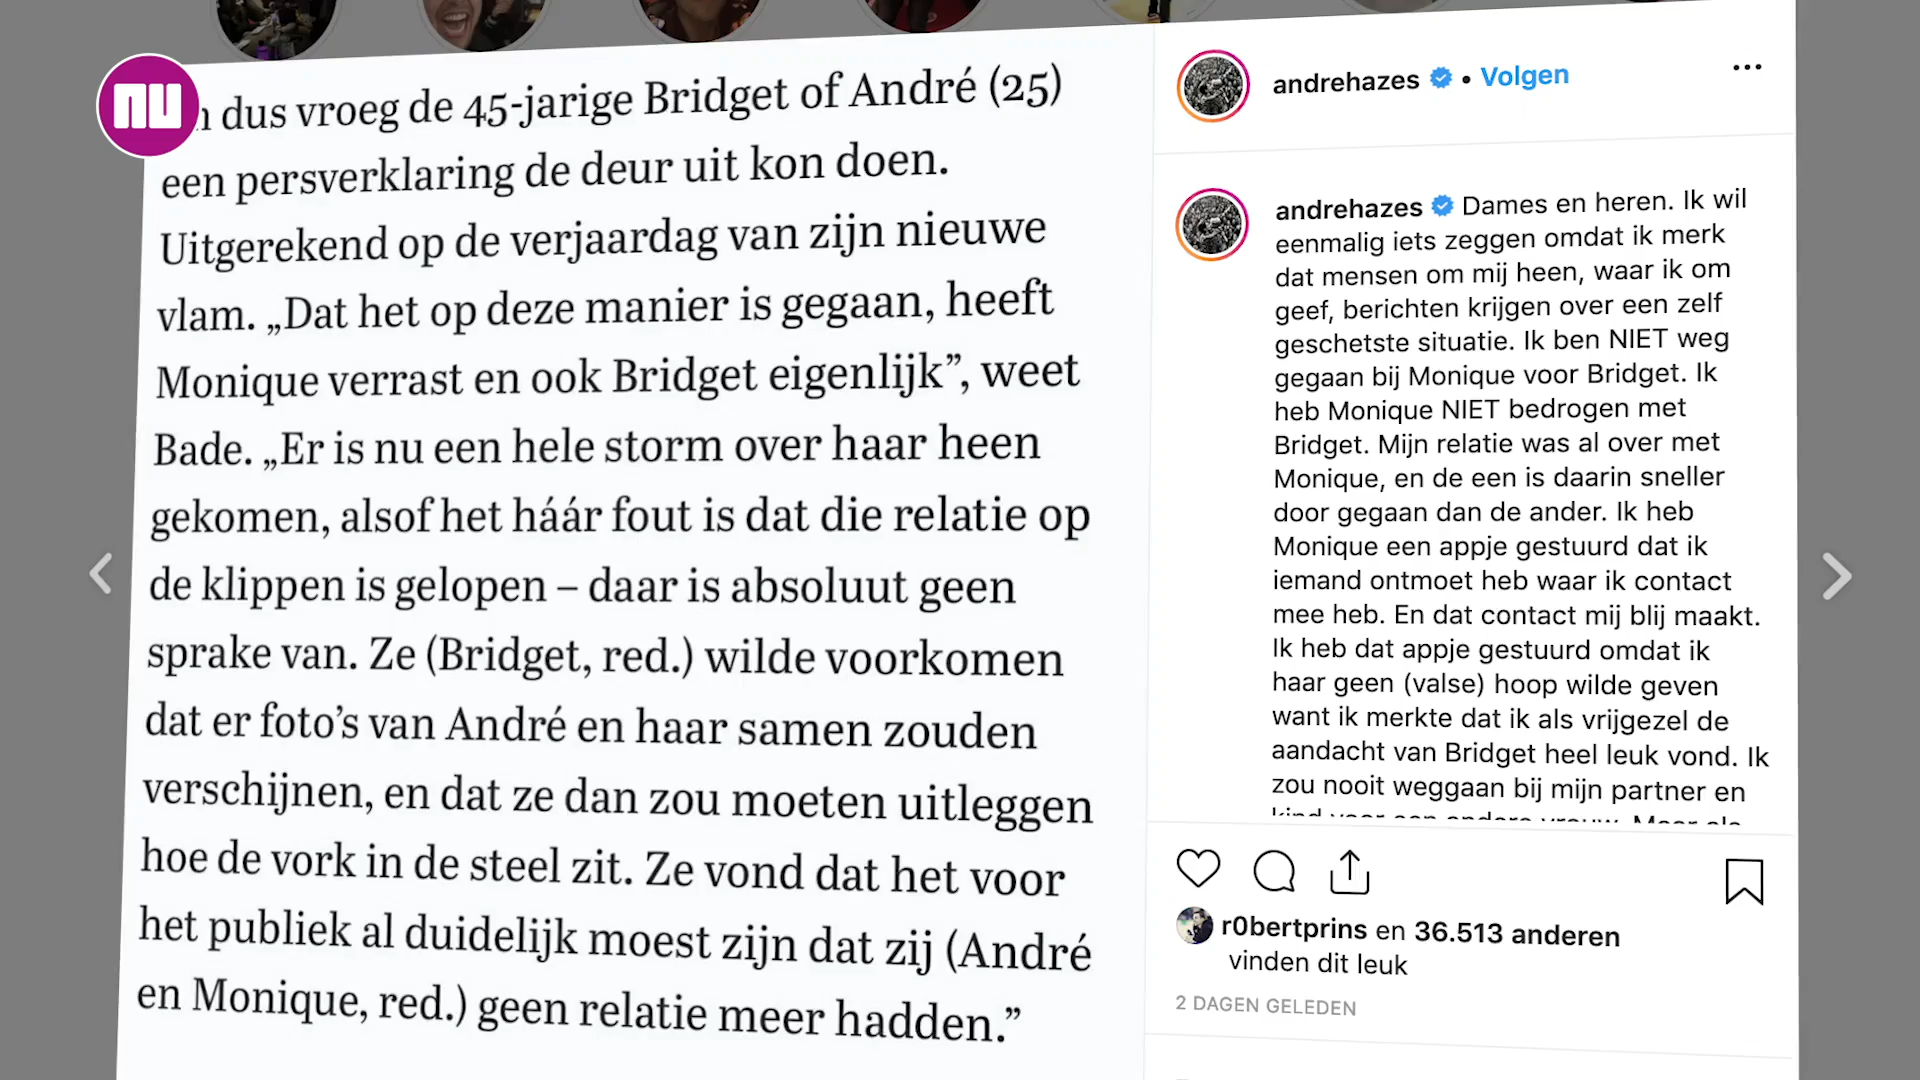 NU
dus vroeg de 45-jarige Bridget of André (25)
een persverklaring de deur uit kon doen.
Uitgerekend op de verjaardag van zijn nieuwe
vlam. „Dat het op deze manier is gegaan, heeft
Monique verrast en ook Bridget eigenlijk”, weet
Bade. „Er is nu een hele storm over haar heen
gekomen, alsof het háár fout is dat die relatie op
de klippen is gelopen – daar is absoluut geen
sprake van. Ze (Bridget, red.) wilde voorkomen
dat er foto’s van André en haar samen zouden
verschijnen, en dat ze dan zou moeten uitleggen
hoe de vork in de steel zit. Ze vond dat het voor
het publiek al duidelijk moest zijn dat zij (André
en Monique, red.) geen relatie meer hadden.”
andrehazes • Volgen
andrehazes Dames en heren. Ik wil
eenmalig iets zeggen omdat ik merk
dat mensen om mij heen, waar ik om
geef, berichten krijgen over een zelf
geschetste situatie. Ik ben NIET weg
gegaan bij Monique voor Bridget. Ik
heb Monique NIET bedrogen met
Bridget. Mijn relatie was al over met
Monique, en de een is daarin sneller
door gegaan dan de ander. Ik heb
Monique een appje gestuurd dat ik
iemand ontmoet heb waar ik contact
mee heb. En dat contact mij blij maakt.
Ik heb dat appje gestuurd omdat ik
haar geen (valse) hoop wilde geven
want ik merkte dat ik als vrijgezel de
aandacht van Bridget heel leuk vond. Ik
zou nooit weggaan bij mijn partner en
r0bertprins en 36.513 anderen
vinden dit leuk
2 DAGEN GELEDEN